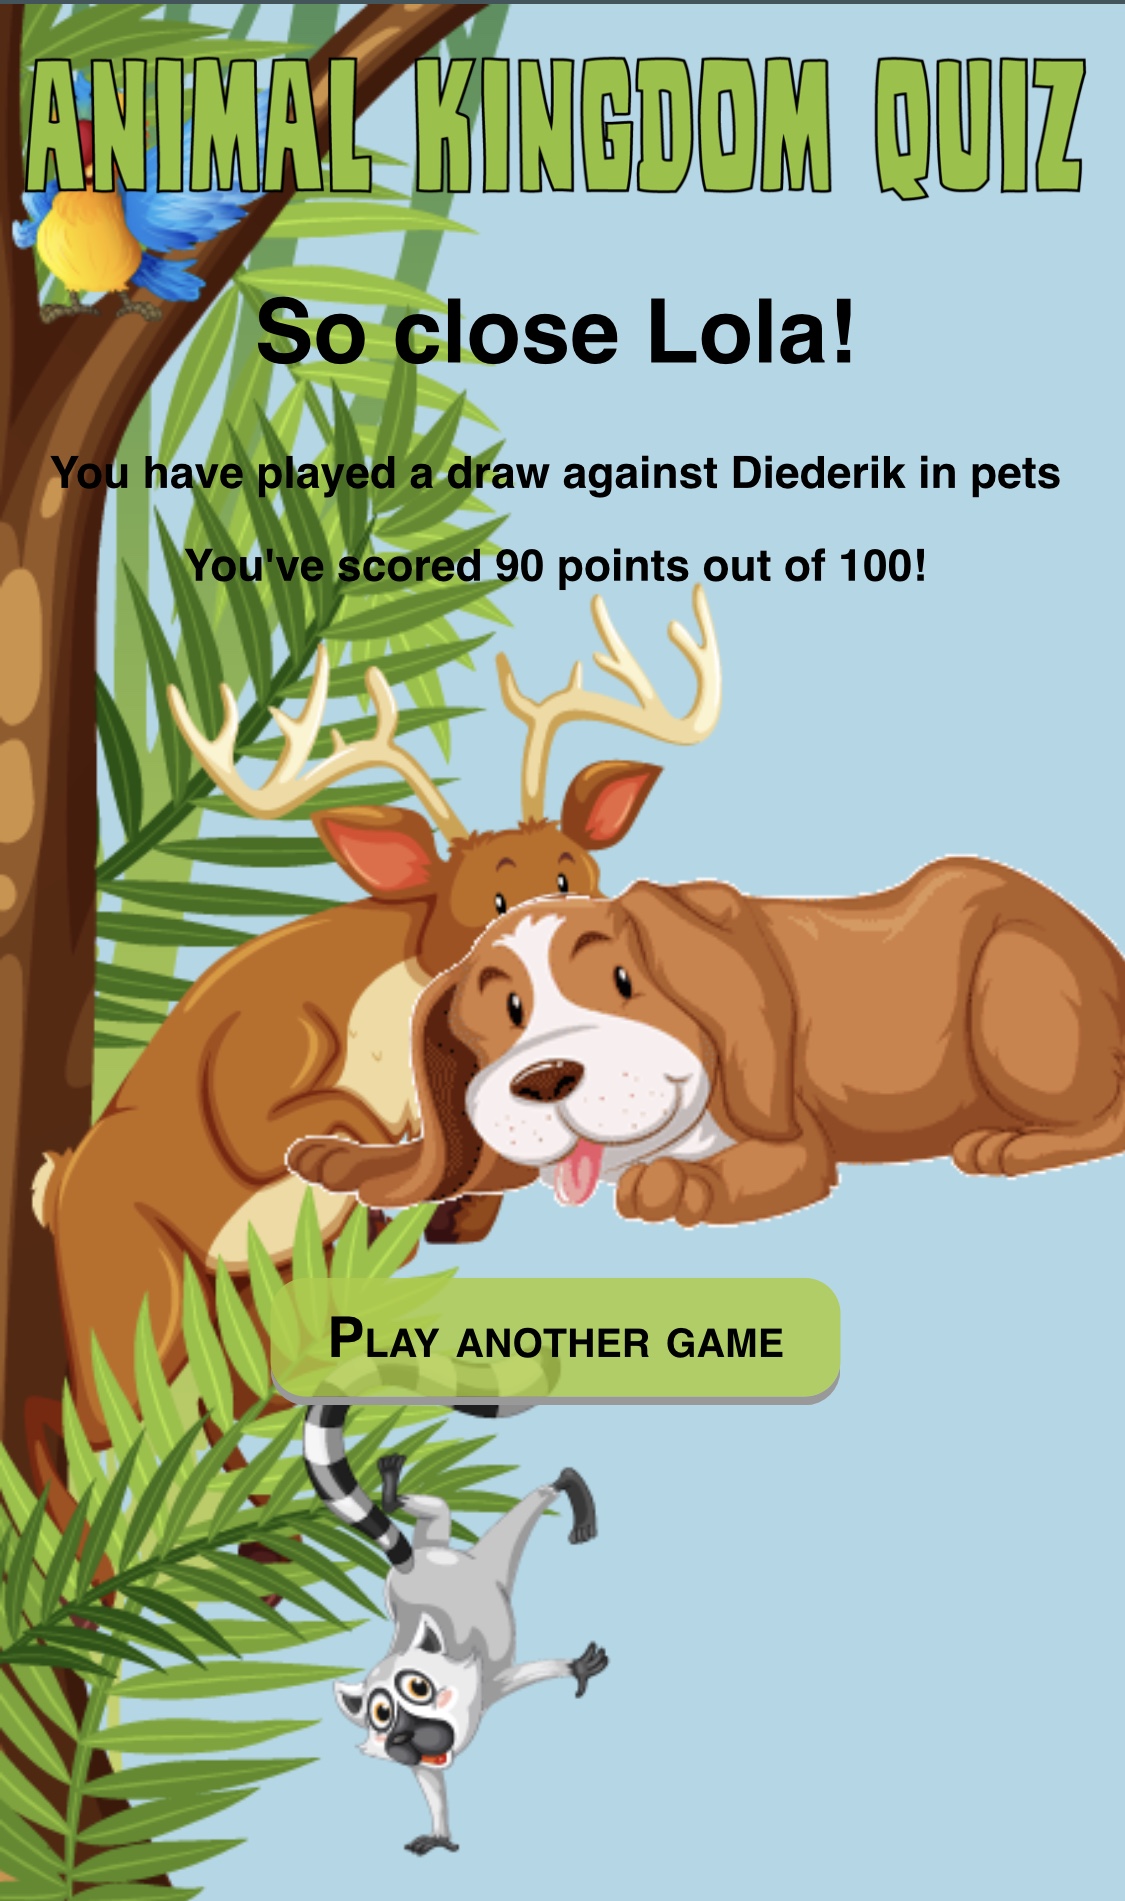 ANIMAL KINGDOM QUIZ
So close Lola!
You have played a draw against Diederik in pets
You've scored 90 points out of 100!
Play another game